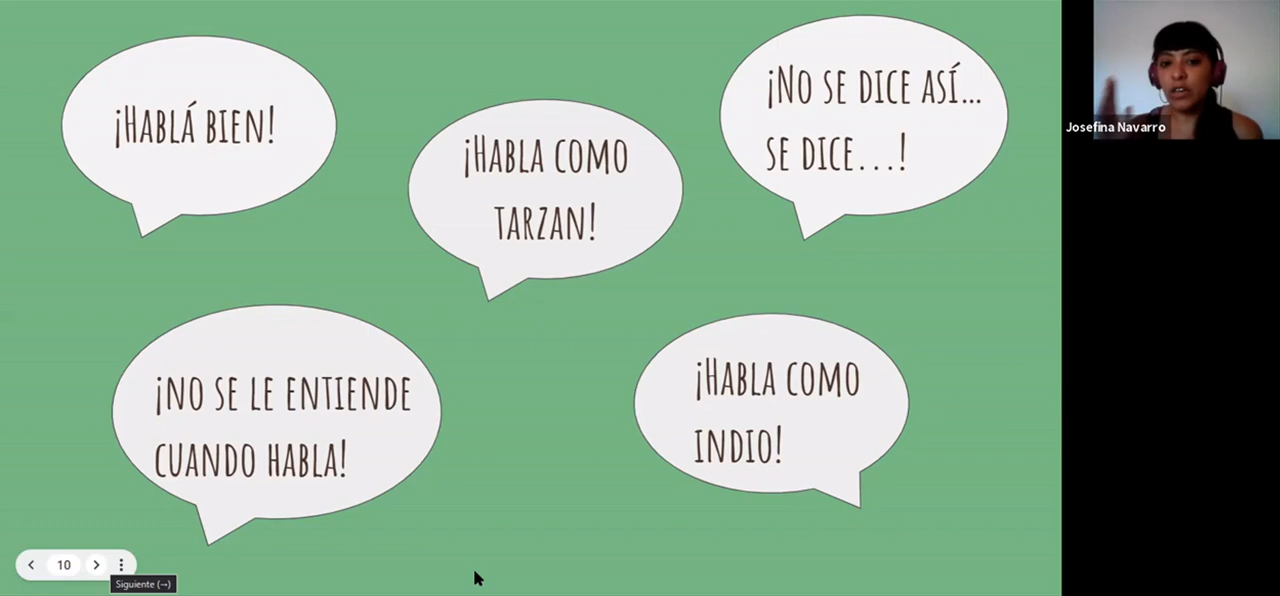 ¡HABLÁ BIEN!
¡HABLA COMO
TARZAN!
¡NO SE DICE ASÍ...
SE DICE...!
¡NO SE LE ENTIENDE
CUANDO HABLA!
¡HABLA COMO
INDIO!
Josefina Navarro
10
Siguiente (→)